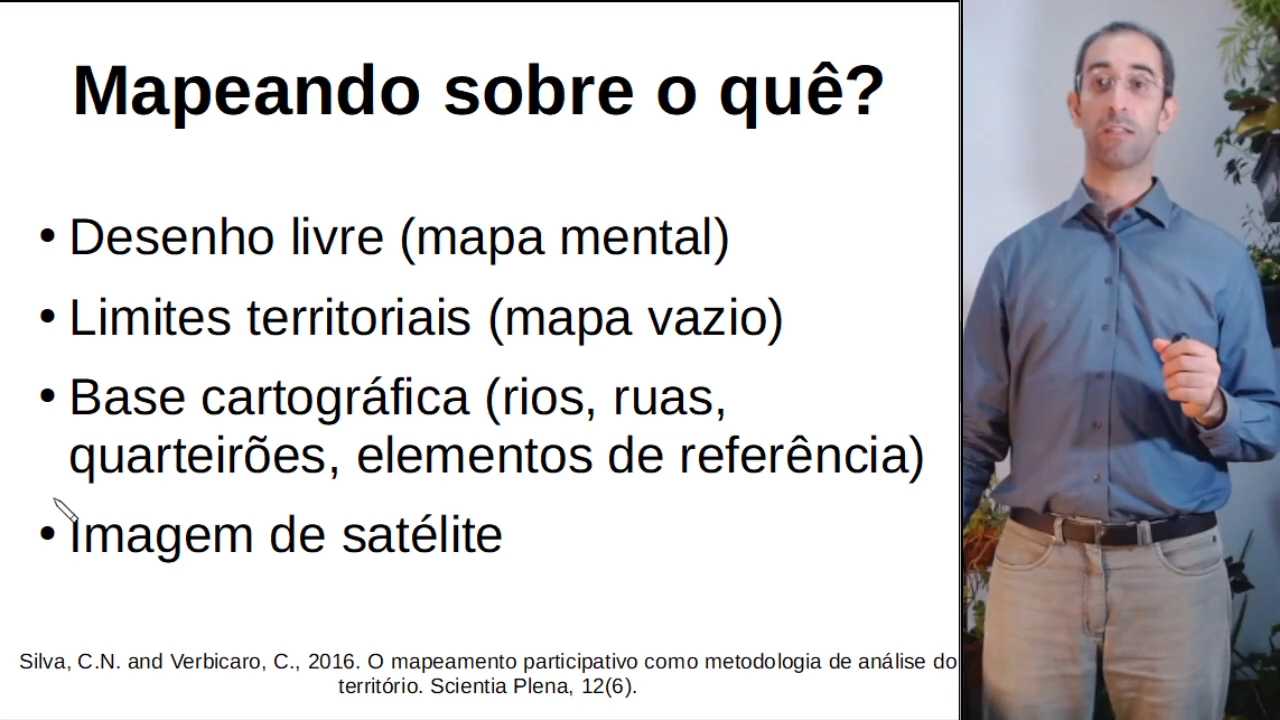 Mapeando sobre o quê?
• Desenho livre (mapa mental)
• Limites territoriais (mapa vazio)
• Base cartográfica (rios, ruas,
quarteirões, elementos de referência)
• Imagem de satélite
Silva, C.N. and Verbicaro, C., 2016. O mapeamento participativo como metodologia de análise do
território. Scientia Plena, 12(6).